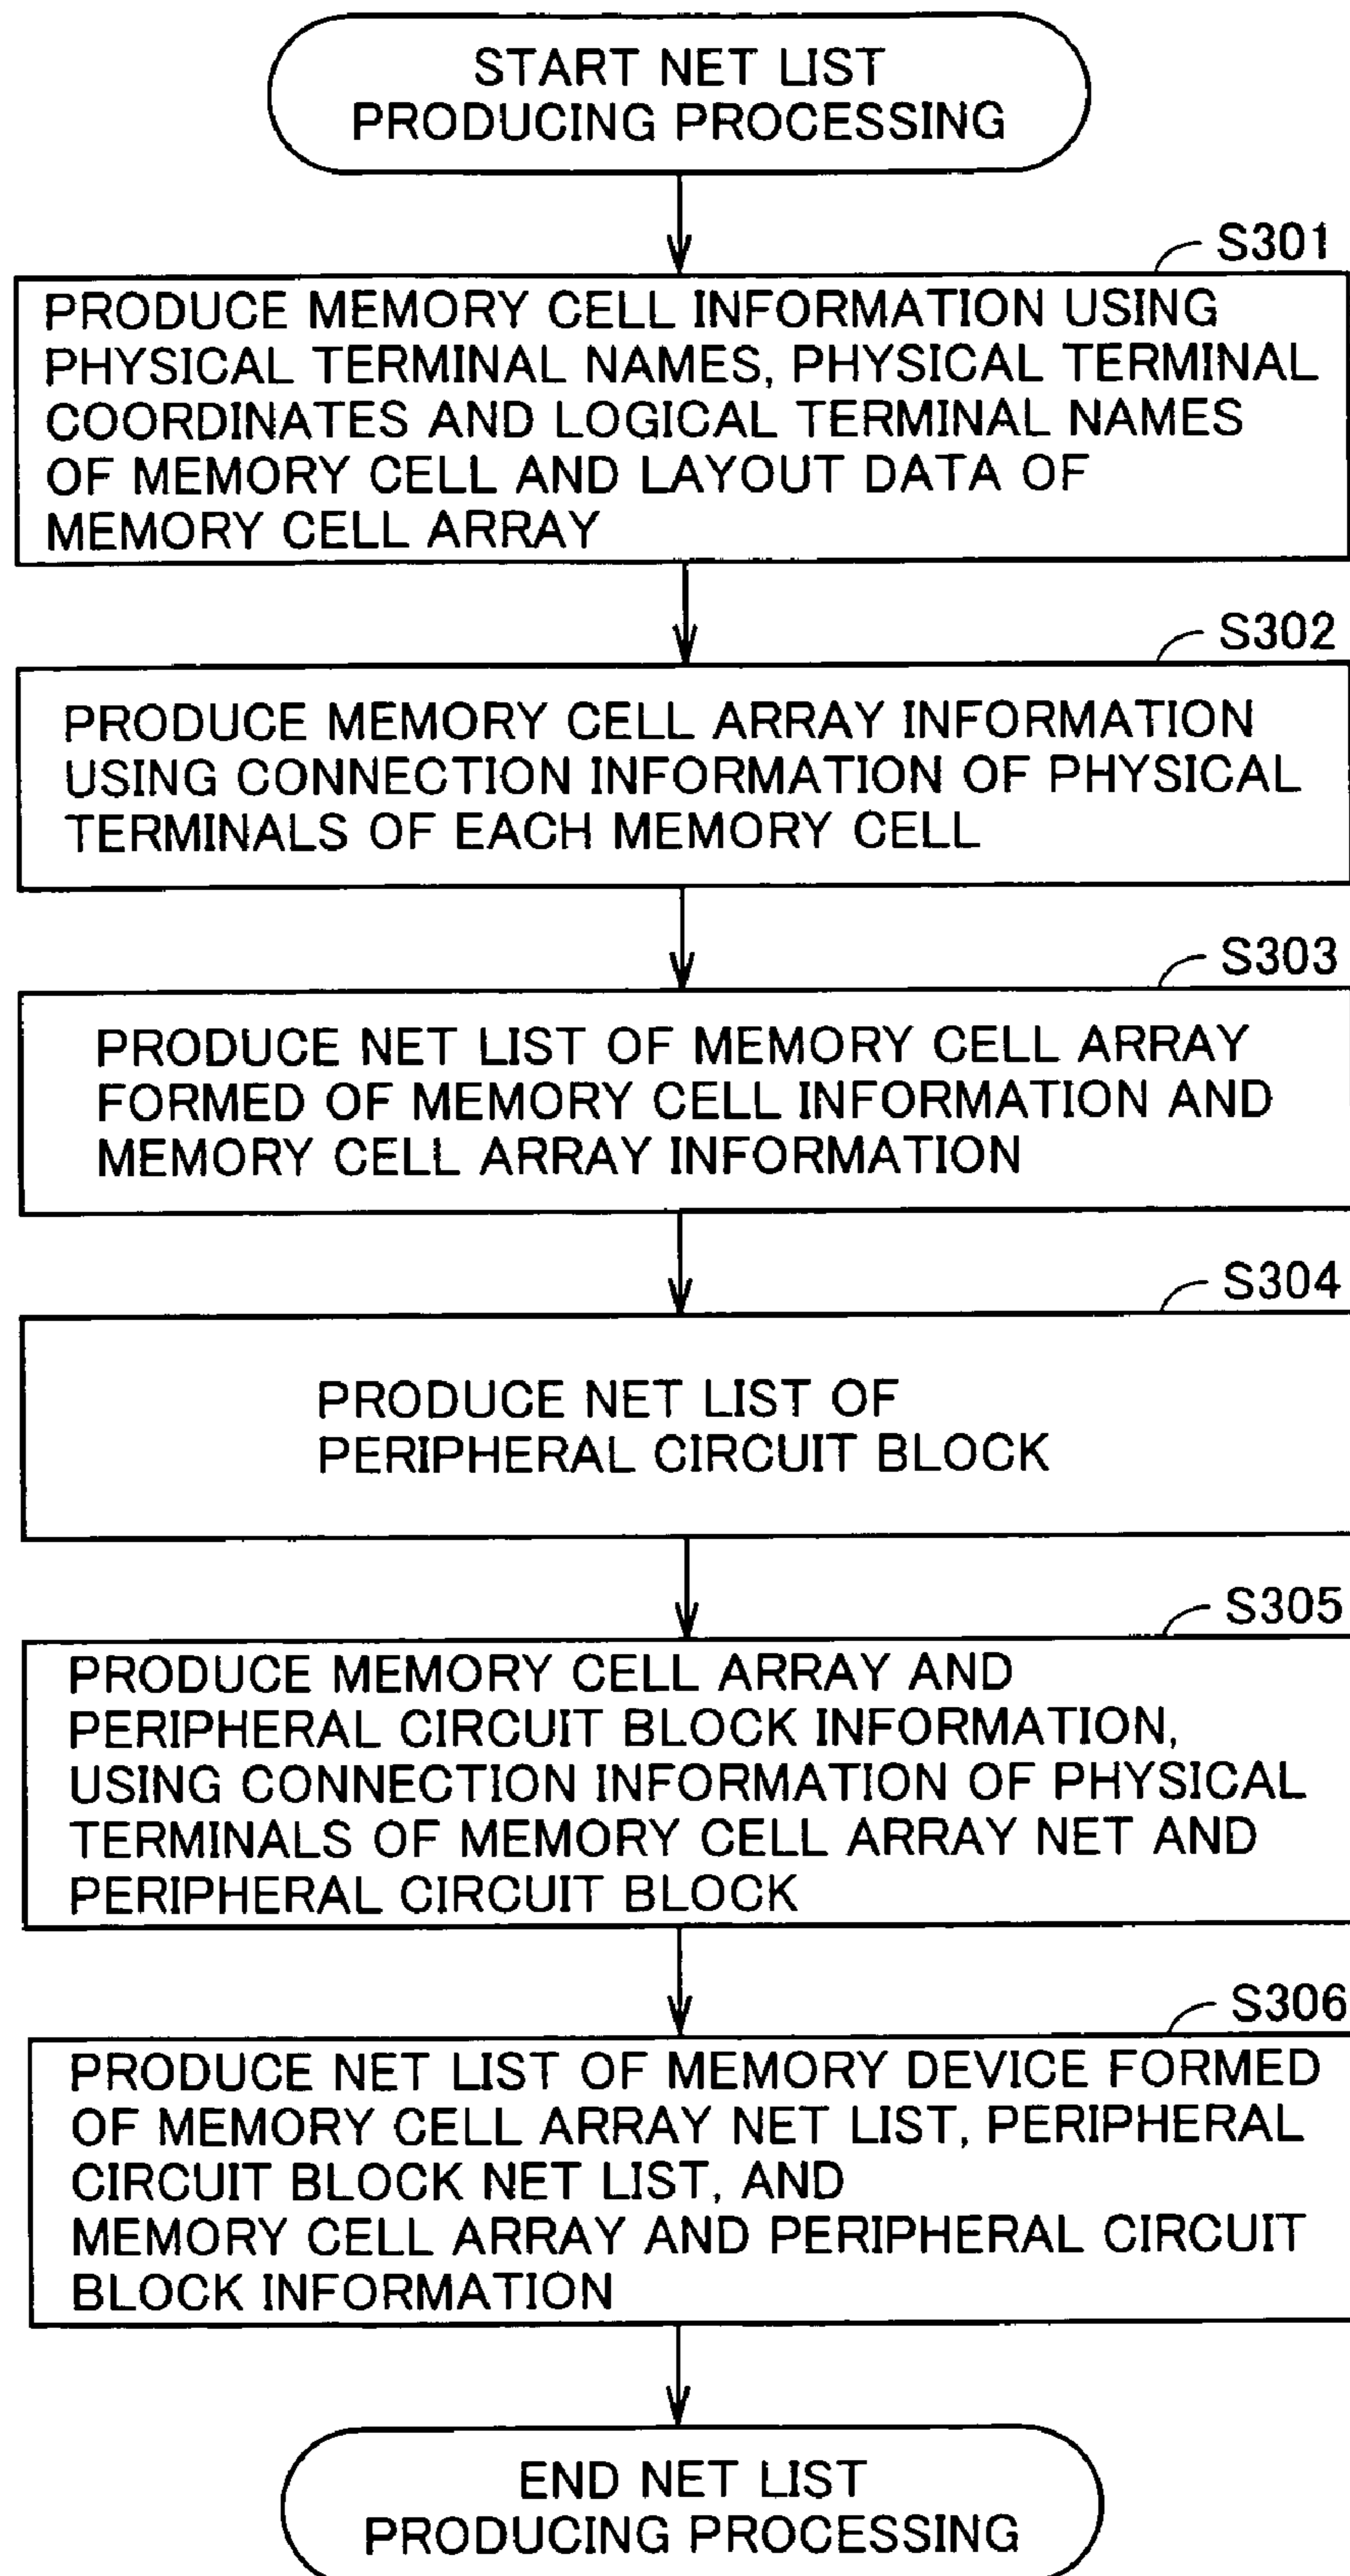 START NET LIST
PRODUCING PROCESSING
S301
PRODUCE MEMORY CELL INFORMATION USING
PHYSICAL TERMINAL NAMES, PHYSICAL TERMINAL
COORDINATES AND LOGICAL TERMINAL NAMES
OF MEMORY CELL AND LAYOUT DATA OF
MEMORY CELL ARRAY
S302
PRODUCE MEMORY CELL ARRAY INFORMATION
USING CONNECTION INFORMATION OF PHYSICAL
TERMINALS OF EACH MEMORY CELL
S303
PRODUCE NET LIST OF MEMORY CELL ARRAY
FORMED OF MEMORY CELL INFORMATION AND
MEMORY CELL ARRAY INFORMATION
S304
PRODUCE NET LIST OF
PERIPHERAL CIRCUIT BLOCK
S305
PRODUCE MEMORY CELL ARRAY AND
PERIPHERAL CIRCUIT BLOCK INFORMATION,
USING CONNECTION INFORMATION OF PHYSICAL
TERMINALS OF MEMORY CELL ARRAY NET AND
PERIPHERAL CIRCUIT BLOCK
S306
PRODUCE NET LIST OF MEMORY DEVICE FORMED
OF MEMORY CELL ARRAY NET LIST, PERIPHERAL
CIRCUIT BLOCK NET LIST, AND
MEMORY CELL ARRAY AND PERIPHERAL CIRCUIT
BLOCK INFORMATION
END NET LIST
PRODUCING PROCESSING